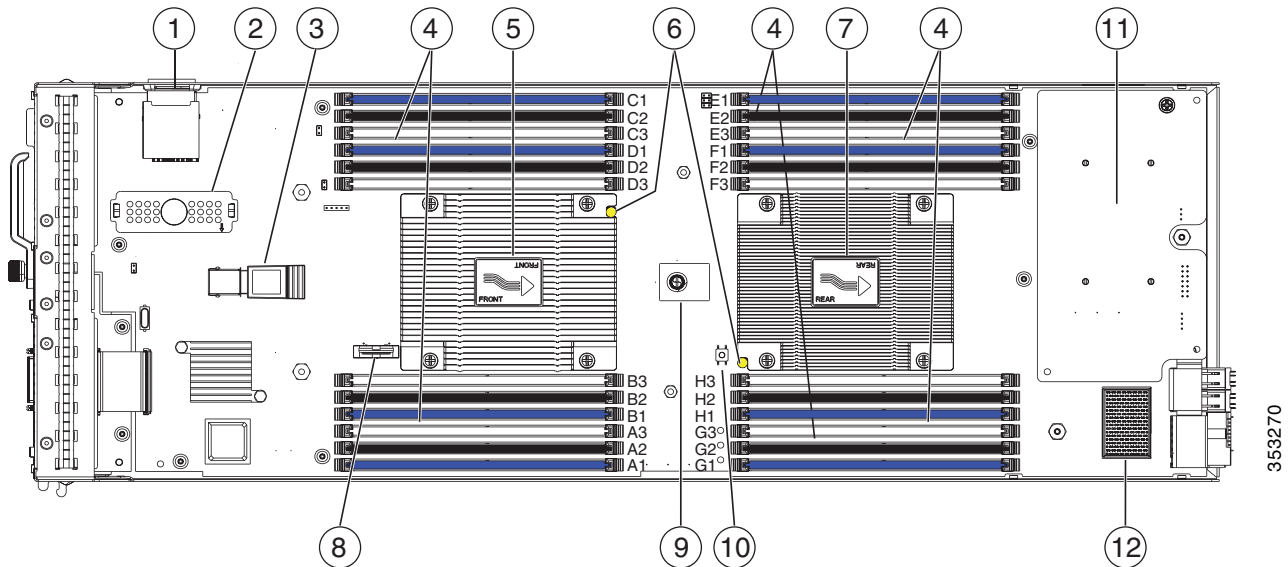 1 2 3 4 5 6 4 7 4 11
C1 E1
C2 E2
C3 E3
D1 F1
D2 F2
D3 F3
FRONT REAR
FRONT REAR
B3 H3
B2 H2
B1 H1
A3 G3
A2 G2
A1 G1
8 9 10 12
353270